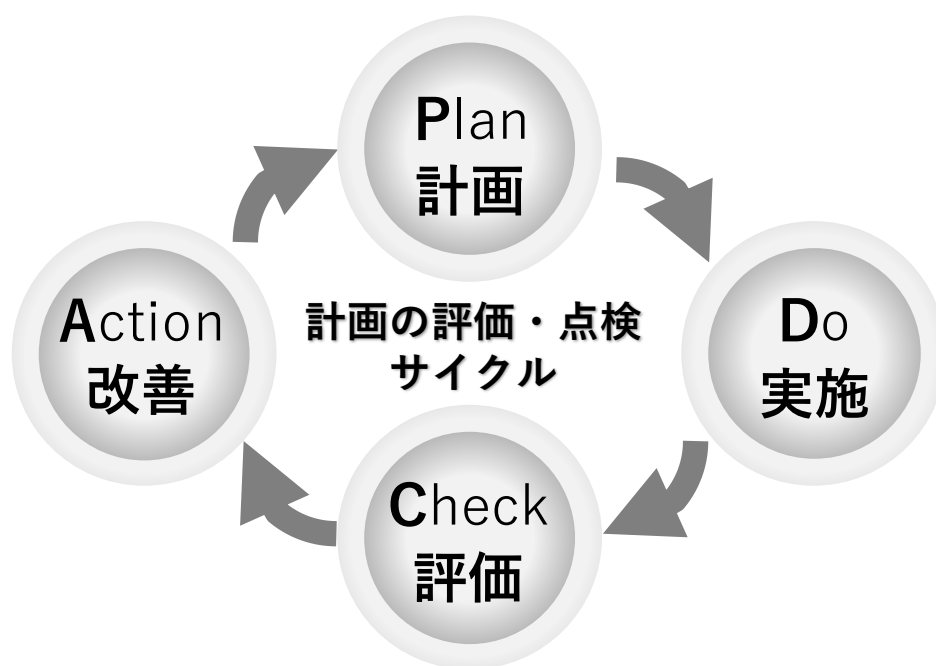 Plan
計画
Action
改善
計画の評価・点検
サイクル
Do
実施
Check
評価